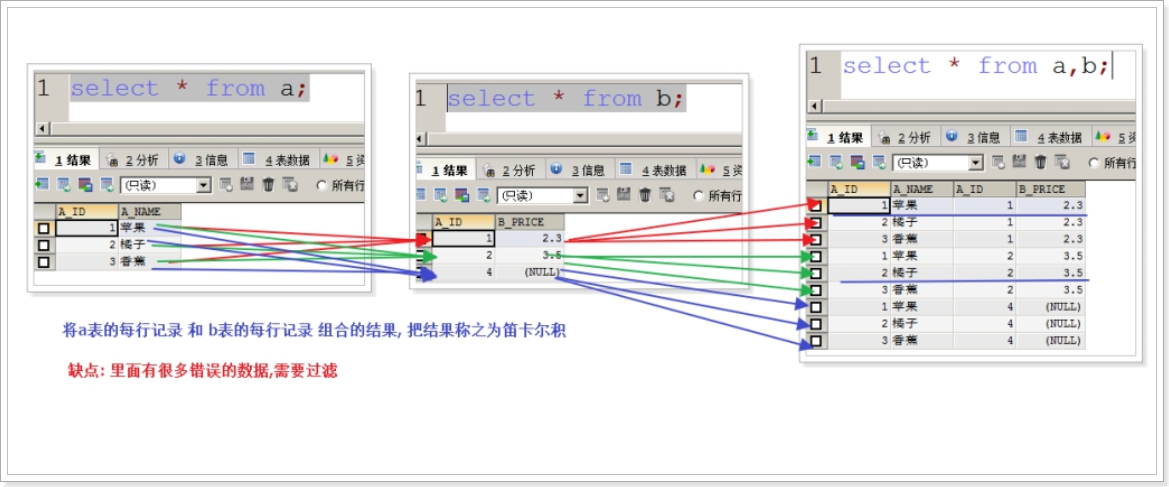 1 select * from a;
1 结果 2 分析 3 信息 4 表数据 5 资
(只读) 所有行
A_ID A_NAME
1 苹果
2 橘子
3 香蕉
1 select * from b;
1 结果 2 分析 3 信息 4 表数据 5 资
(只读) 所有行
A_ID B_PRICE
1 2.3
2 3.5
4 (NULL)
1 select * from a,b;
1 结果 2 分析 3 信息 4 表数据 5 资
(只读) 所有行
A_ID A_NAME A_ID B_PRICE
1 苹果 1 2.3
2 橘子 1 2.3
3 香蕉 1 2.3
1 苹果 2 3.5
2 橘子 2 3.5
3 香蕉 2 3.5
1 苹果 4 (NULL)
2 橘子 4 (NULL)
3 香蕉 4 (NULL)
将a表的每行记录 和 b表的每行记录 组合的结果, 把结果称之为笛卡尔积
缺点: 里面有很多错误的数据,需要过滤